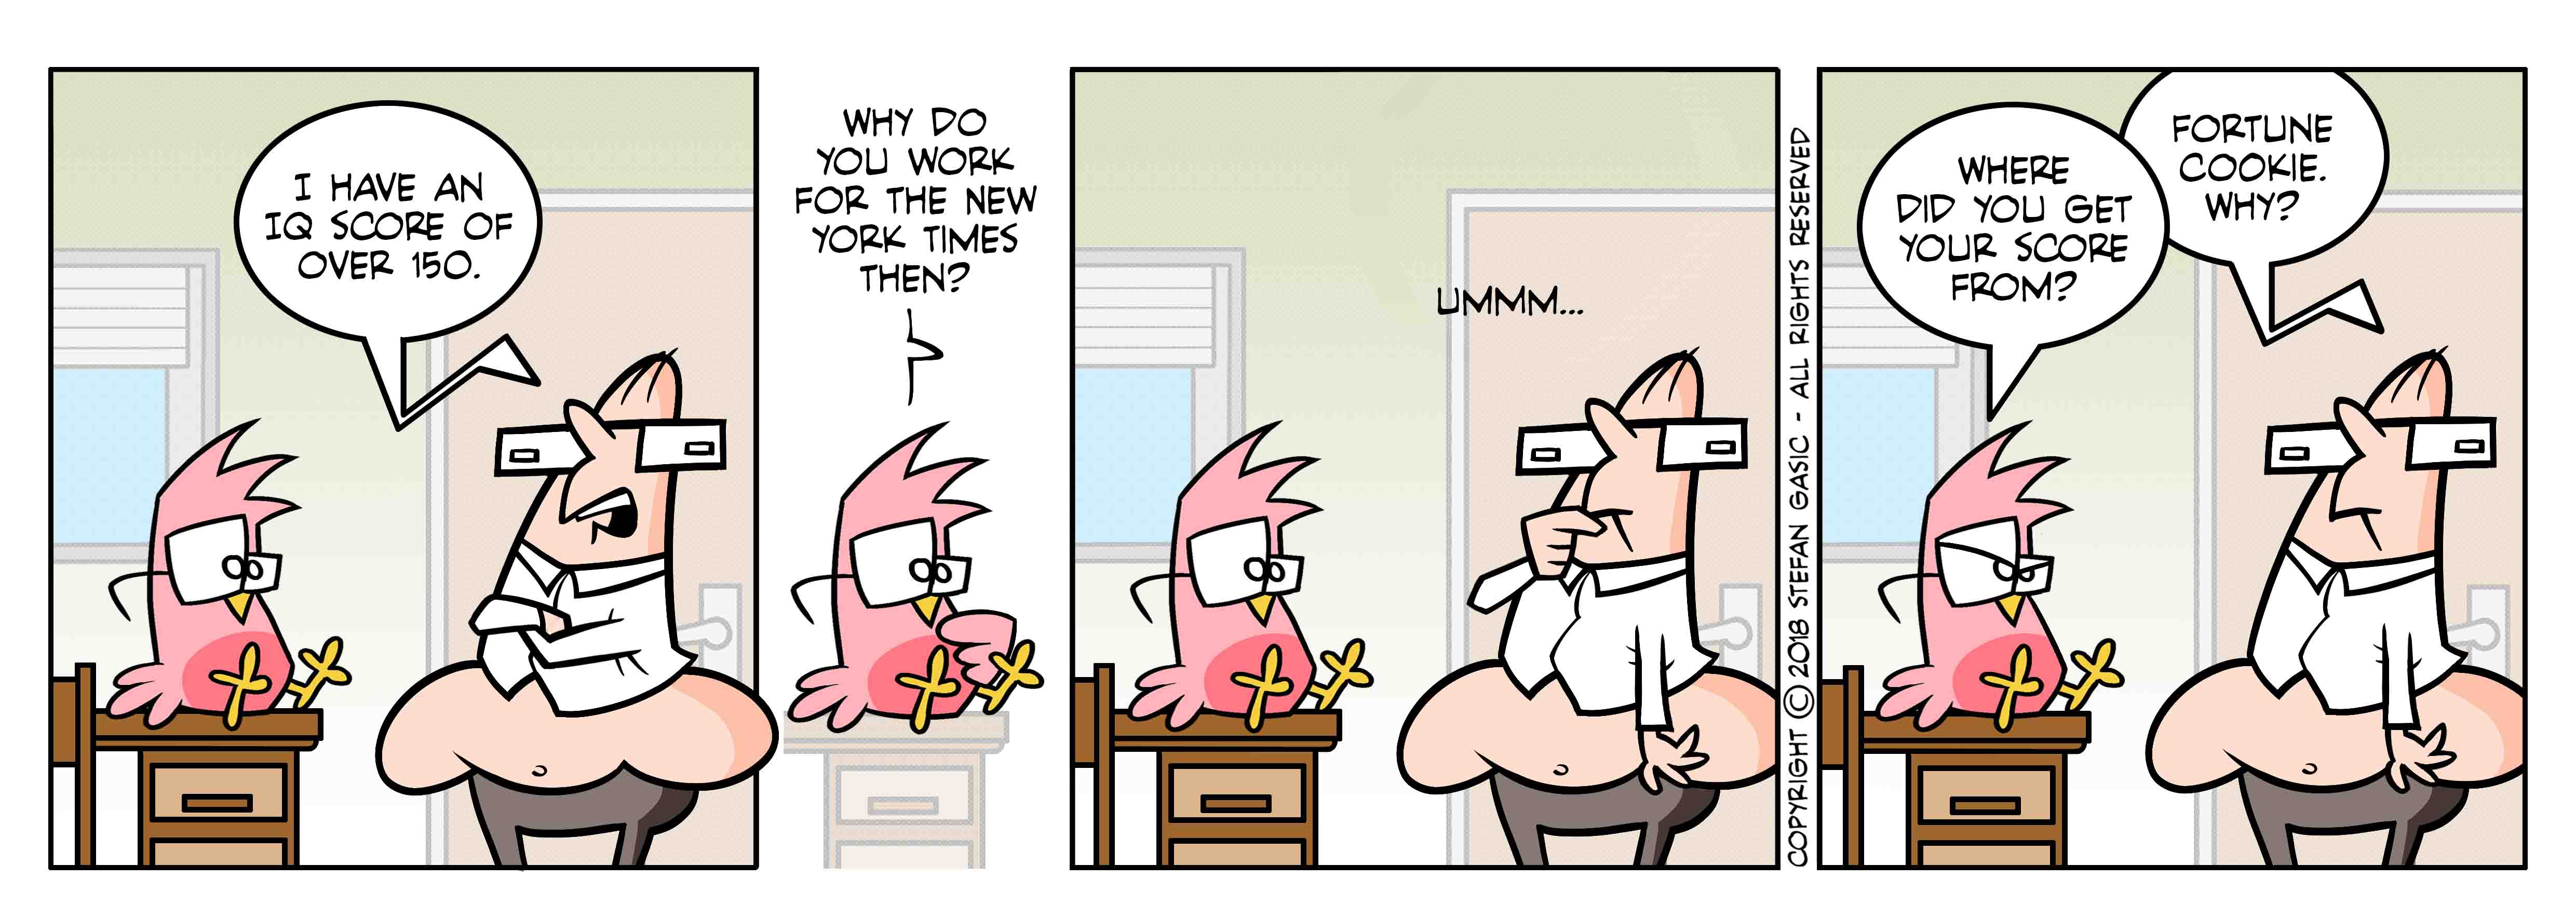 I HAVE AN
IQ SCORE OF
OVER 150.
WHY DO
YOU WORK
FOR THE NEW
YORK TIMES
THEN?
UMMM...
COPYRIGHT © 2018 STEFAN GASIC - ALL RIGHTS RESERVED
WHERE
DID YOU GET
YOUR SCORE
FROM?
FORTUNE
COOKIE.
WHY?